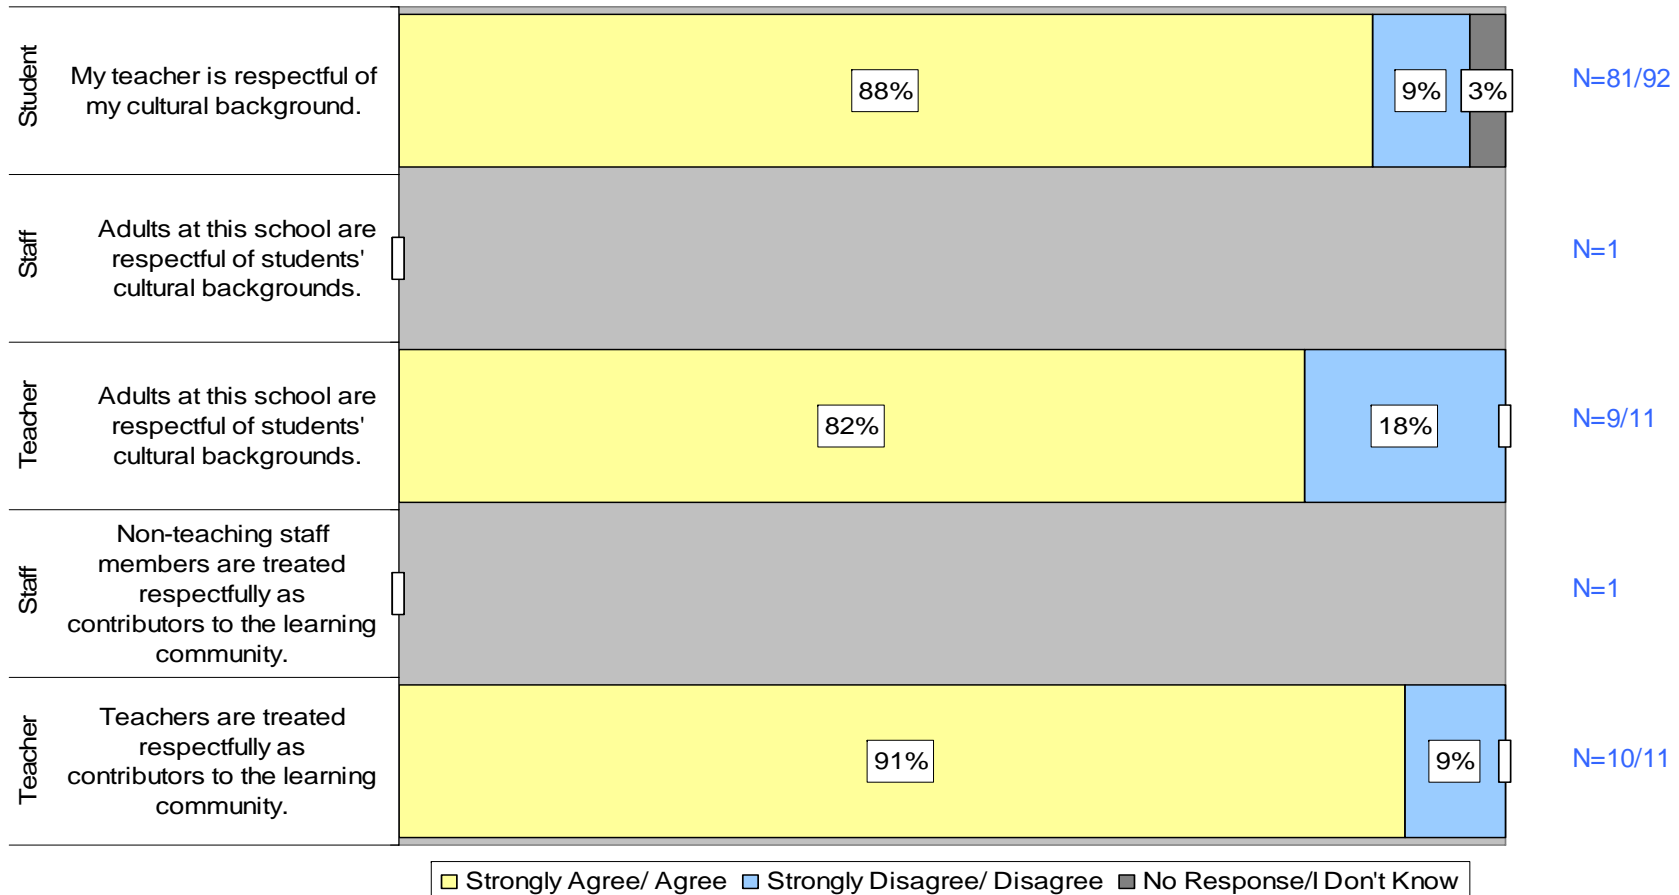 Student
My teacher is respectful of
my cultural background.
88%
9%
3%
N=81/92
Staff
Adults at this school are
respectful of students'
cultural backgrounds.
N=1
Teacher
Adults at this school are
respectful of students'
cultural backgrounds.
82%
18%
N=9/11
Staff
Non-teaching staff
members are treated
respectfully as
contributors to the learning
community.
N=1
Teacher
Teachers are treated
respectfully as
contributors to the learning
community.
91%
9%
N=10/11
Strongly Agree/ Agree
Strongly Disagree/ Disagree
No Response/I Don't Know